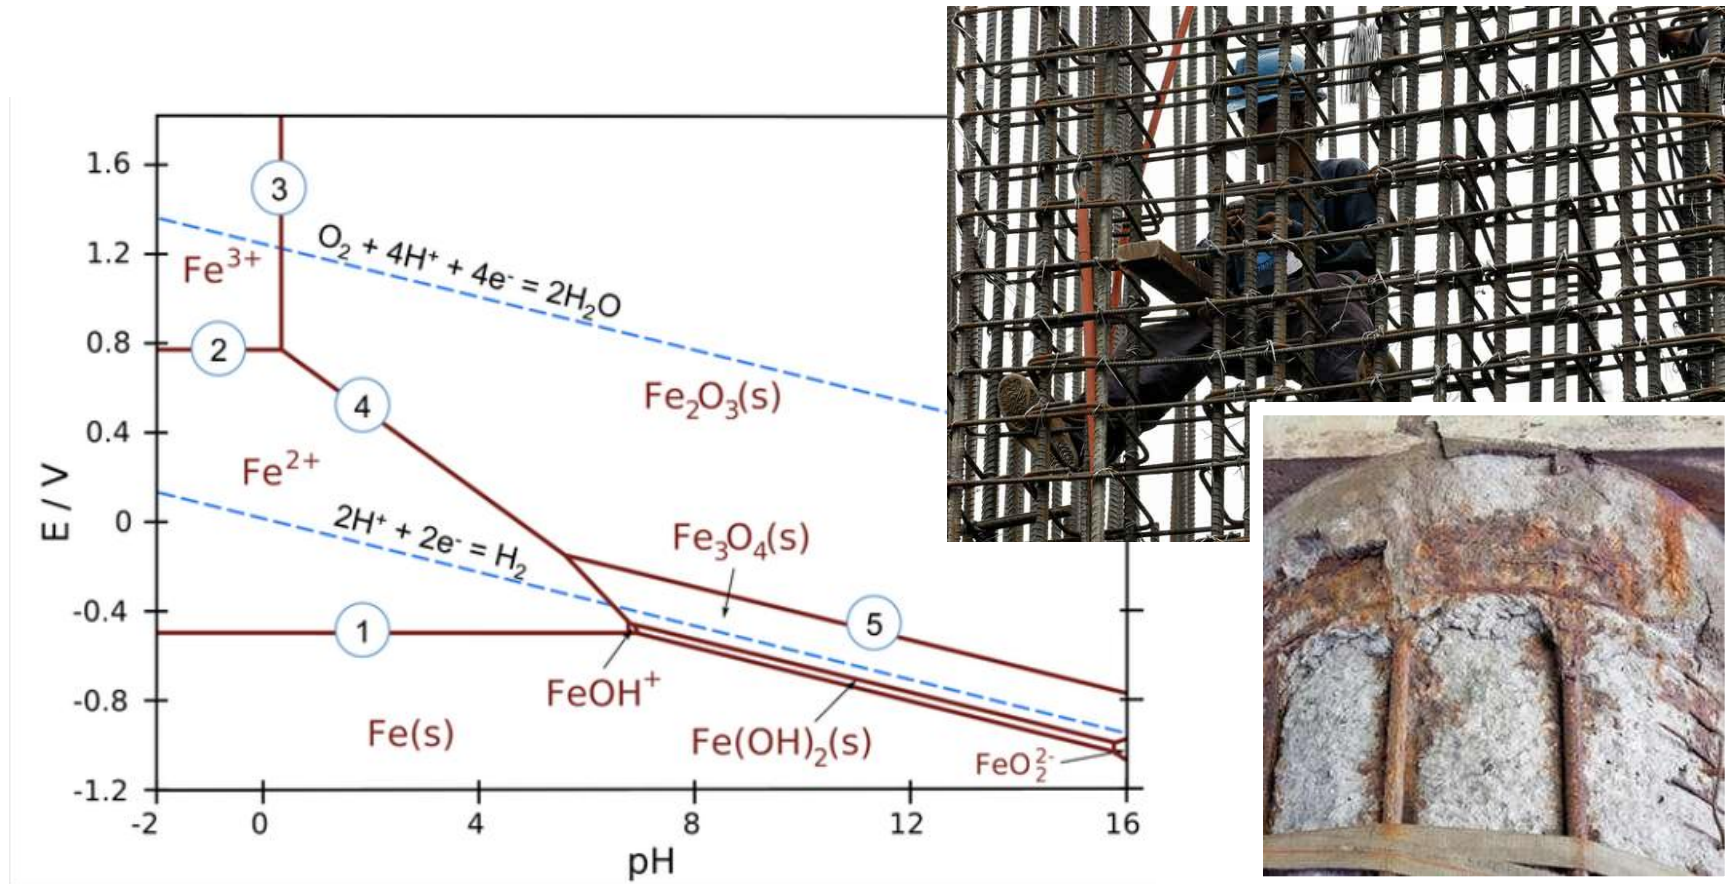 1.6
1.2
0.8
0.4
0
-0.4
-0.8
-1.2
E / V
-2
0
4
8
12
16
pH
3
O₂ + 4H⁺ + 4e⁻ = 2H₂O
Fe³⁺
2
4
Fe₂O₃(s)
Fe²⁺
2H⁺ + 2e⁻ = H₂
Fe₃O₄(s)
1
5
FeOH⁺
Fe(s)
Fe(OH)₂(s)
FeO₂²⁻